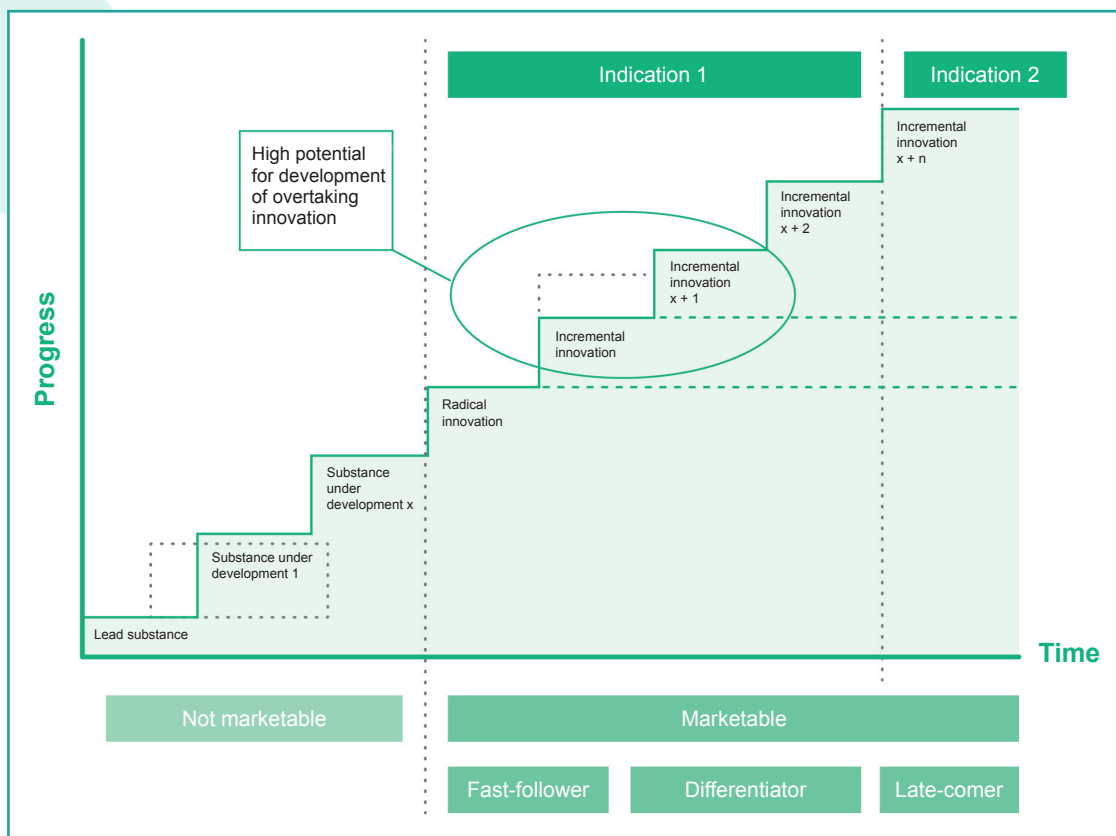 Indication 1
Indication 2
High potential
for development
of overtaking
innovation
Incremental
innovation
x + n
Incremental
innovation
x + 2
Incremental
innovation
x + 1
Incremental
innovation
Radical
innovation
Substance
under
development x
Substance under
development 1
Lead substance
Progress
Time
Not marketable
Marketable
Fast-follower
Differentiator
Late-comer